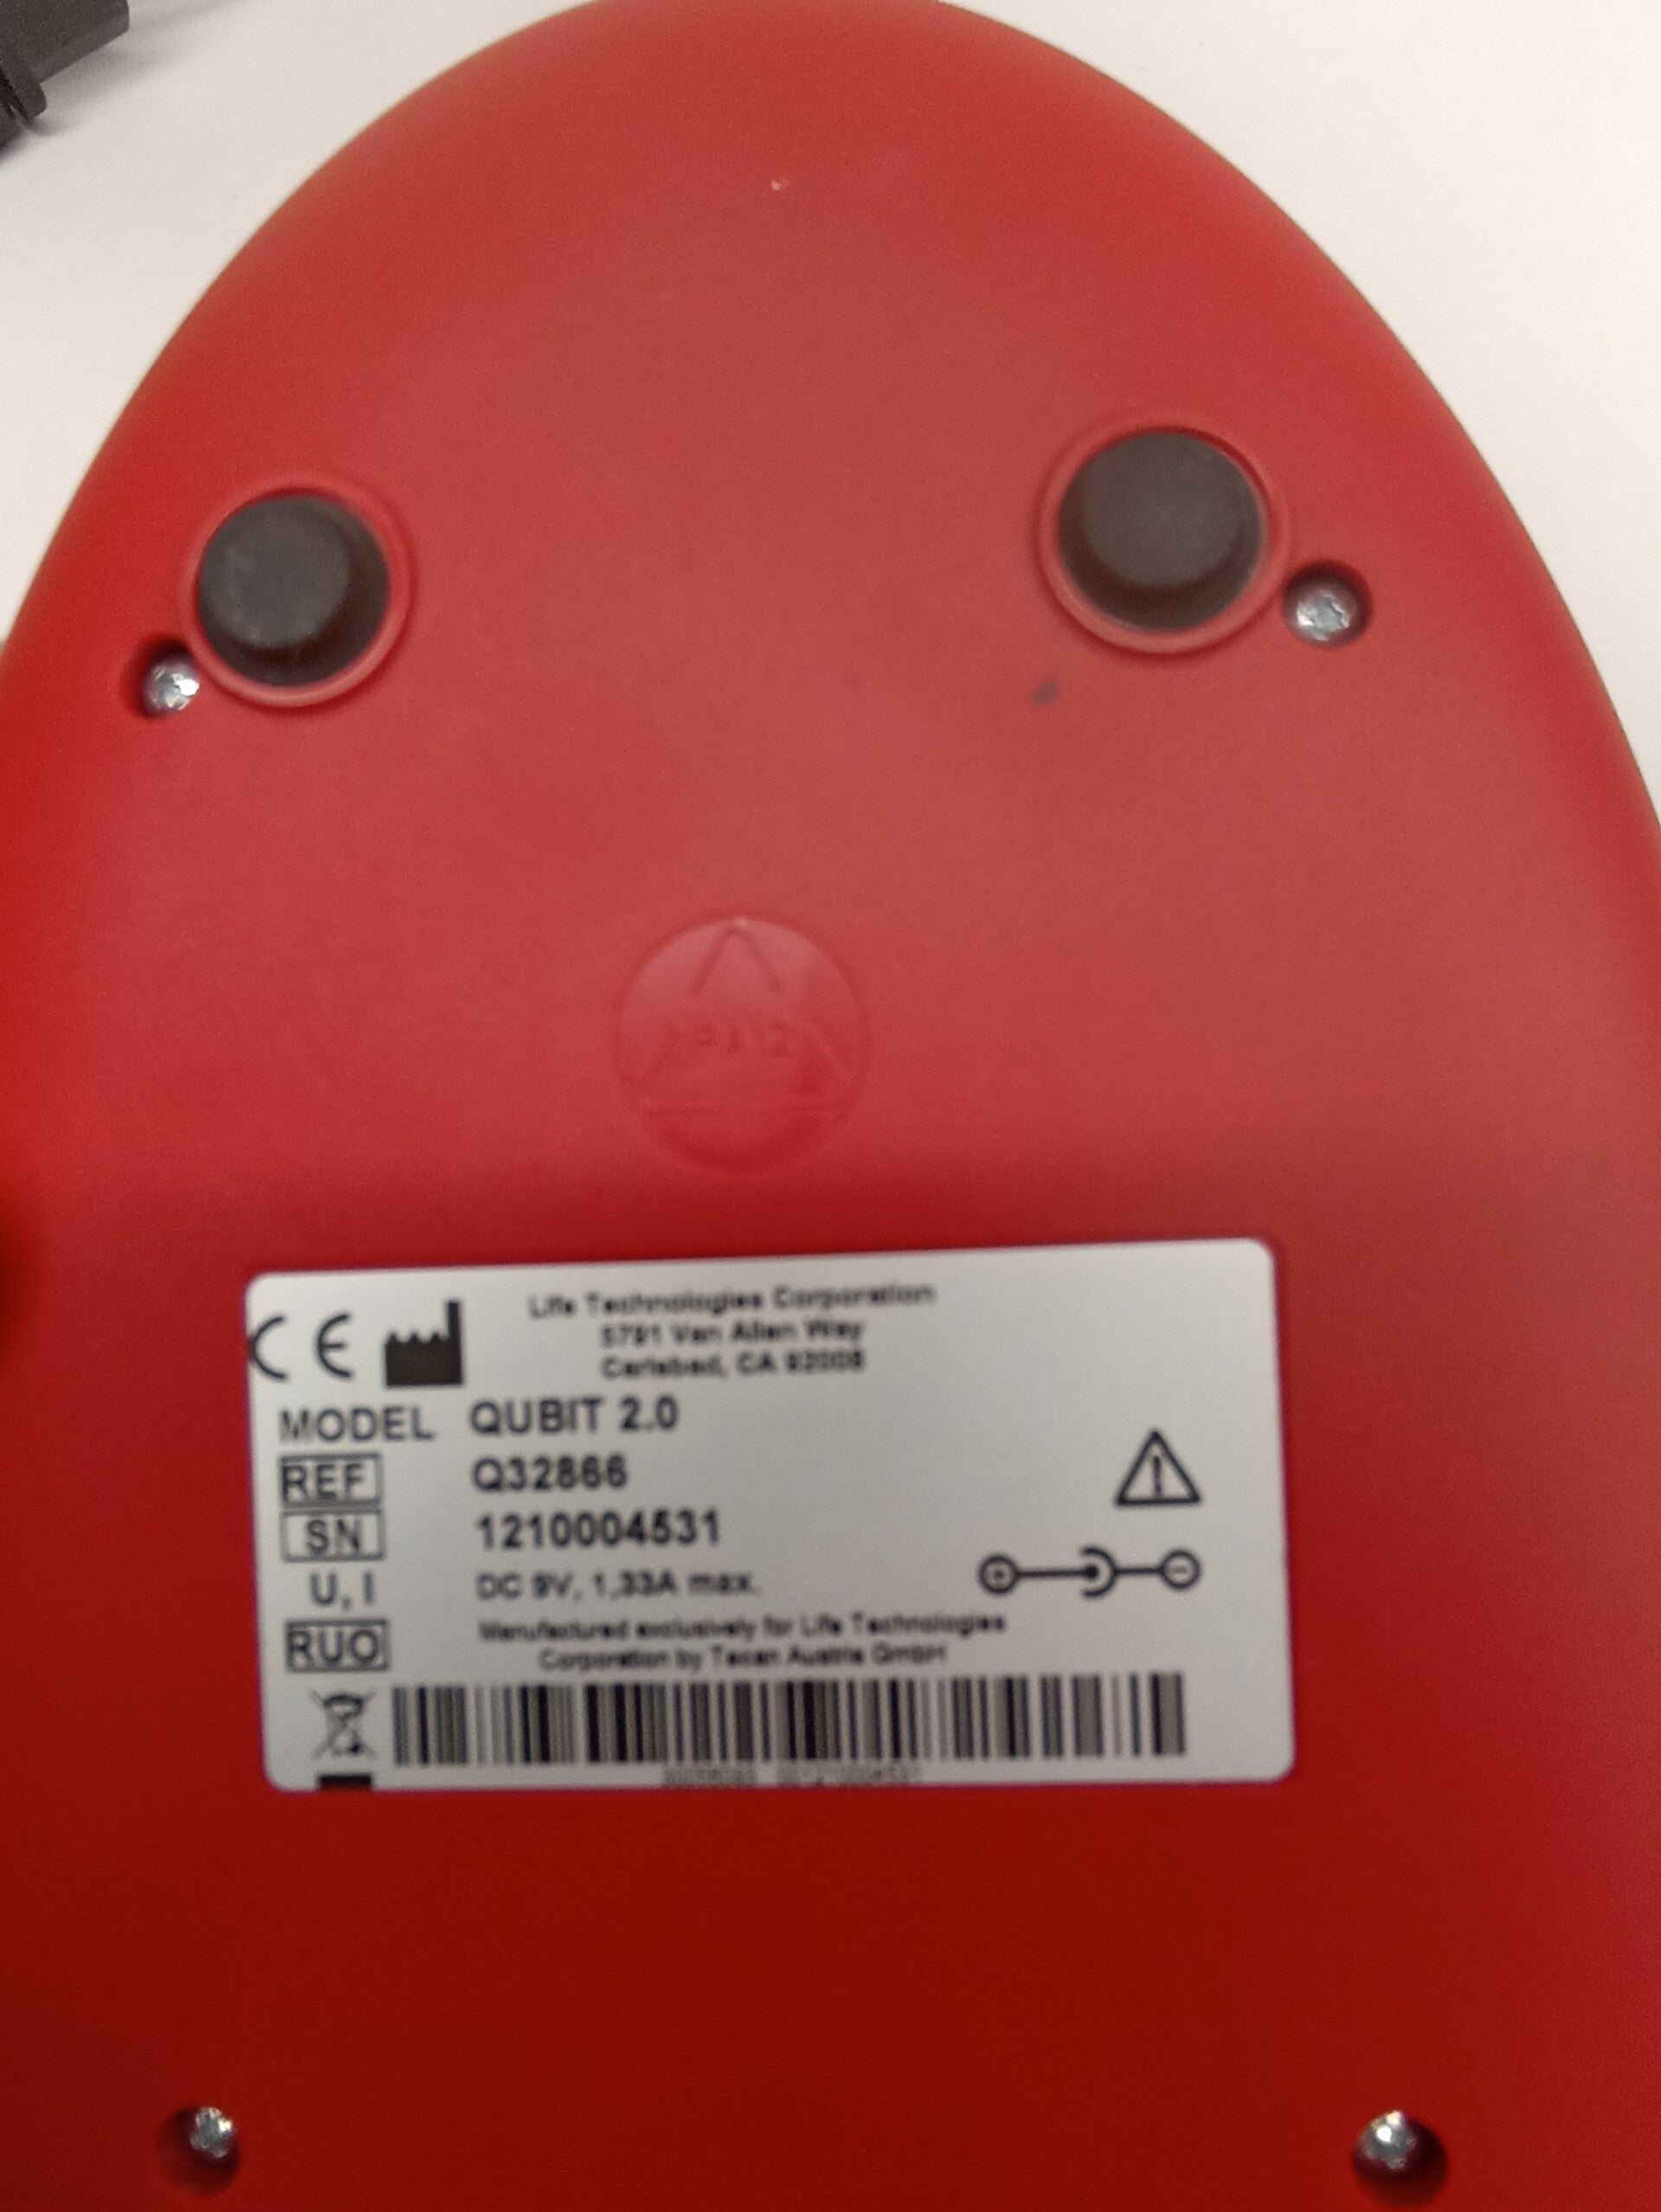 CE
Life Technologies Corporation
5791 Van Allen Way
Carlsbad, CA 92008
MODEL QUBIT 2.0
REF Q32866
SN 1210004531
U, I DC 9V, 1,33A max.
RUO Manufactured exclusively for Life Technologies
Corporation by Tecan Austria GmbH